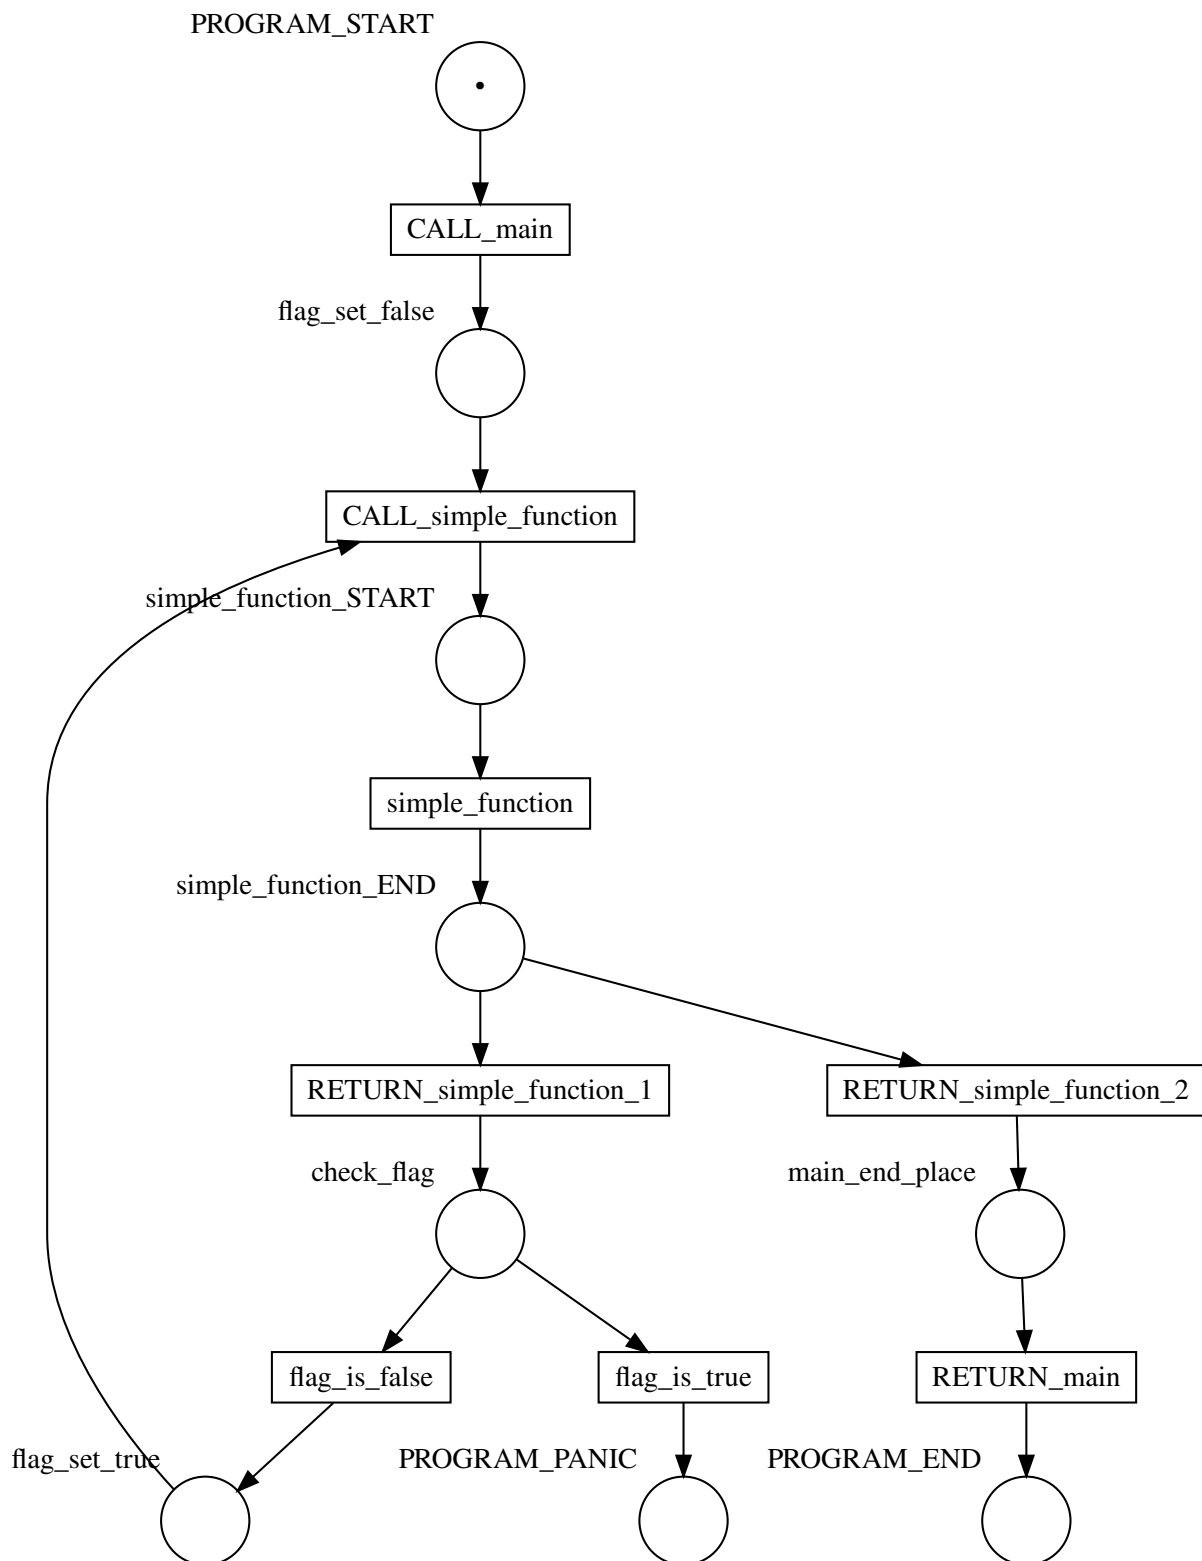 PROGRAM_START
CALL_main
flag_set_false
CALL_simple_function
simple_function_START
simple_function
simple_function_END
RETURN_simple_function_1
RETURN_simple_function_2
check_flag
main_end_place
flag_is_false
flag_is_true
RETURN_main
flag_set_true
PROGRAM_PANIC
PROGRAM_END